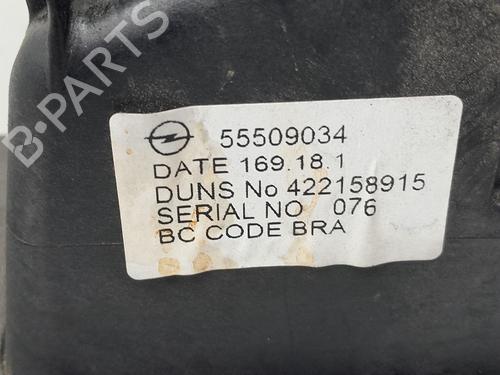 B-PARTS
55509034
DATE 169.18.1
DUNS No 422158915
SERIAL NO 076
BC CODE BRA